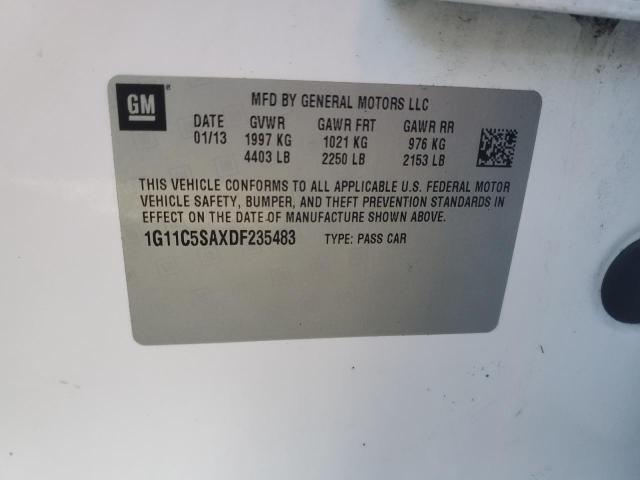 GM
MFD BY GENERAL MOTORS LLC
DATE GVWR GAWR FRT GAWR RR
01/13 1997 KG 1021 KG 976 KG
4403 LB 2250 LB 2153 LB
THIS VEHICLE CONFORMS TO ALL APPLICABLE U.S. FEDERAL MOTOR
VEHICLE SAFETY, BUMPER, AND THEFT PREVENTION STANDARDS IN
EFFECT ON THE DATE OF MANUFACTURE SHOWN ABOVE.
1G11C5SAXDF235483 TYPE: PASS CAR